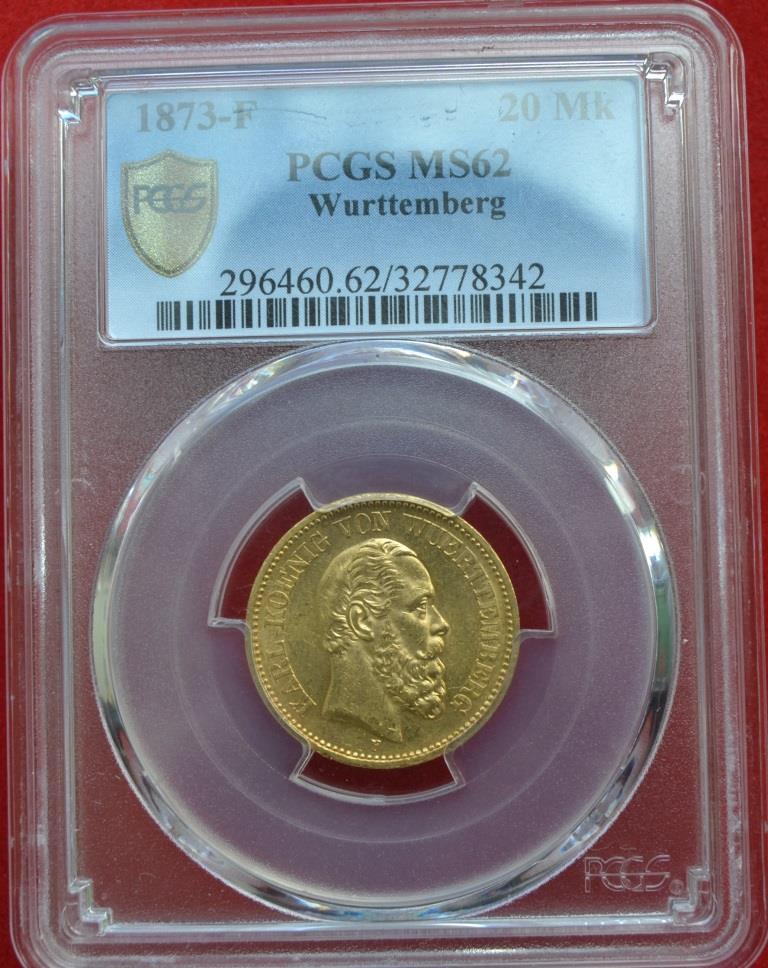 1873-F 20 Mk
PCGS MS62
Wurttemberg
PCGS
296460.62/32778342
KARL KOENIG VON WUERTTEMBERG
F
PCGS